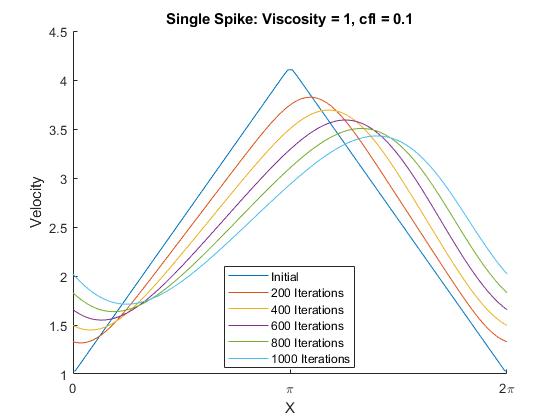 Single Spike: Viscosity = 1, cfl = 0.1
4.5
4
3.5
3
2.5
2
1.5
1
Velocity
Initial
200 Iterations
400 Iterations
600 Iterations
800 Iterations
1000 Iterations
0
π
2π
X